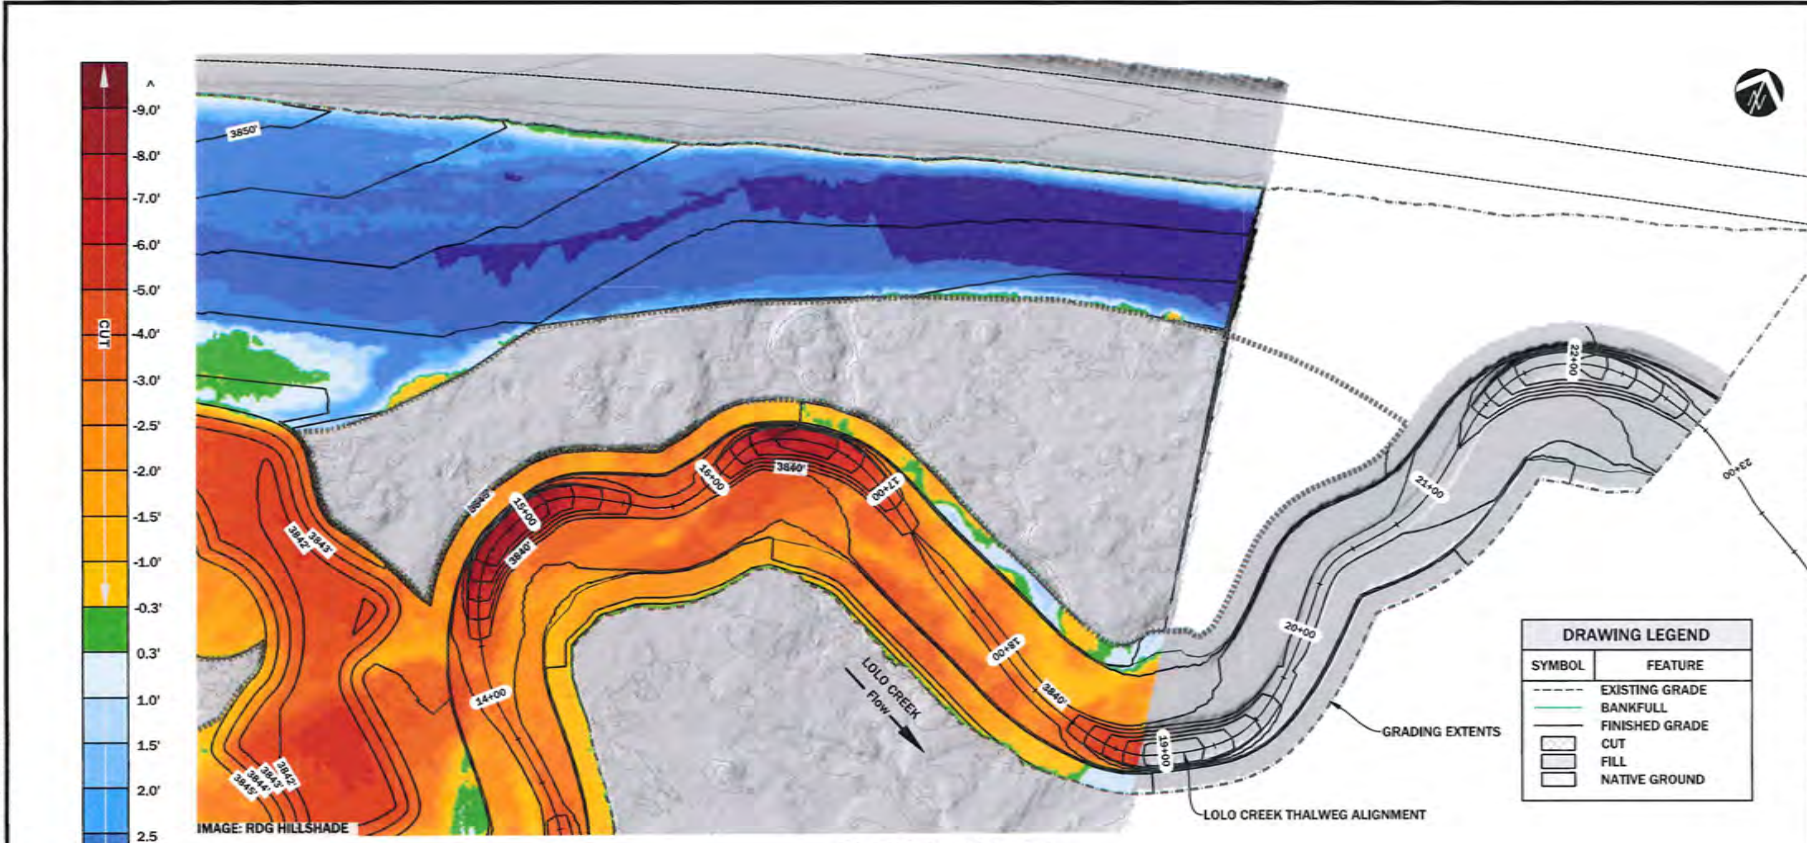 ^
-9.0'
-8.0'
-7.0'
-6.0'
-5.0'
-4.0'
-3.0'
-2.5'
-2.0'
-1.5'
-1.0'
-0.3'
0.3'
1.0'
1.5'
2.0'
2.5
CUT
3850'
3842'
3843'
3840'
15+00
3840'
16+00
3840'
17+00
14+00
18+00
3840'
19+00
20+00
21+00
22+00
23+00
3845'
3844'
3843'
3842'
LOLO CREEK
Flow
GRADING EXTENTS
LOLO CREEK THALWEG ALIGNMENT
IMAGE: RDG HILLSHADE
DRAWING LEGEND
SYMBOL FEATURE
EXISTING GRADE
BANKFULL
FINISHED GRADE
CUT
FILL
NATIVE GROUND